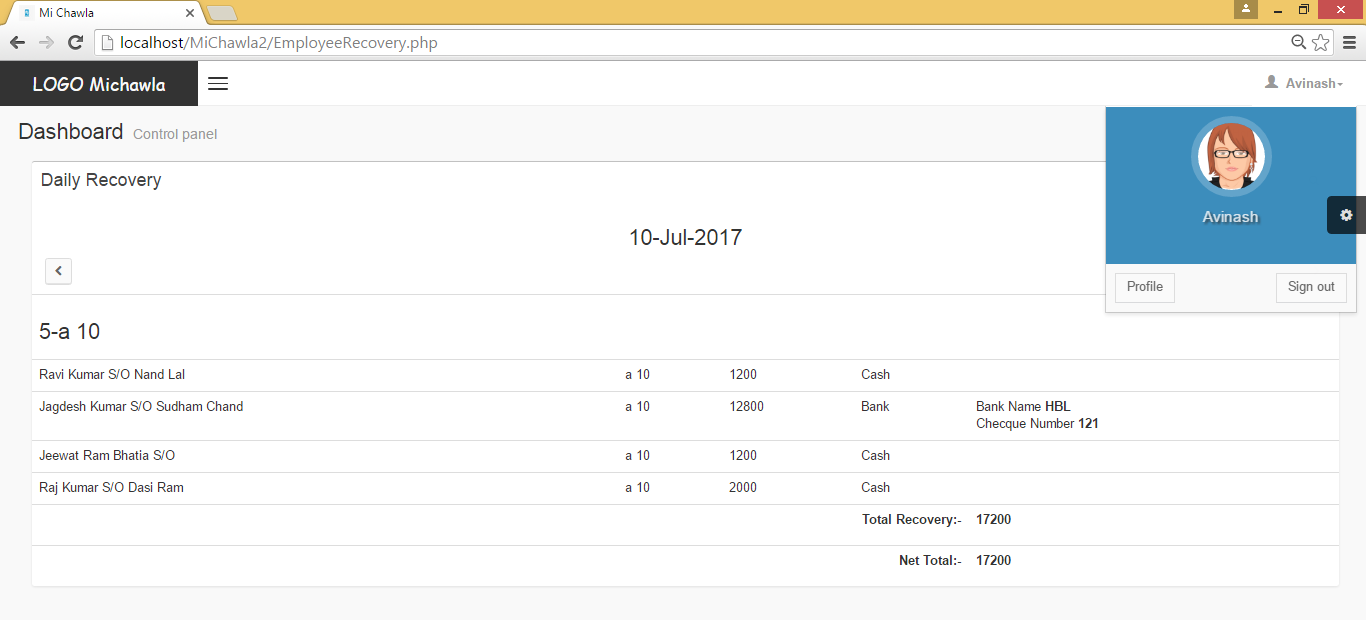 Mi Chawla
localhost/MiChawla2/EmployeeRecovery.php
LOGO Michawla
Avinash
Dashboard Control panel
Daily Recovery
10-Jul-2017
Avinash
Profile Sign out
5-a 10
Ravi Kumar S/O Nand Lal a 10 1200 Cash
Jagdesh Kumar S/O Sudham Chand a 10 12800 Bank Bank Name HBL
Checque Number 121
Jeewat Ram Bhatia S/O a 10 1200 Cash
Raj Kumar S/O Dasi Ram a 10 2000 Cash
Total Recovery:- 17200
Net Total:- 17200